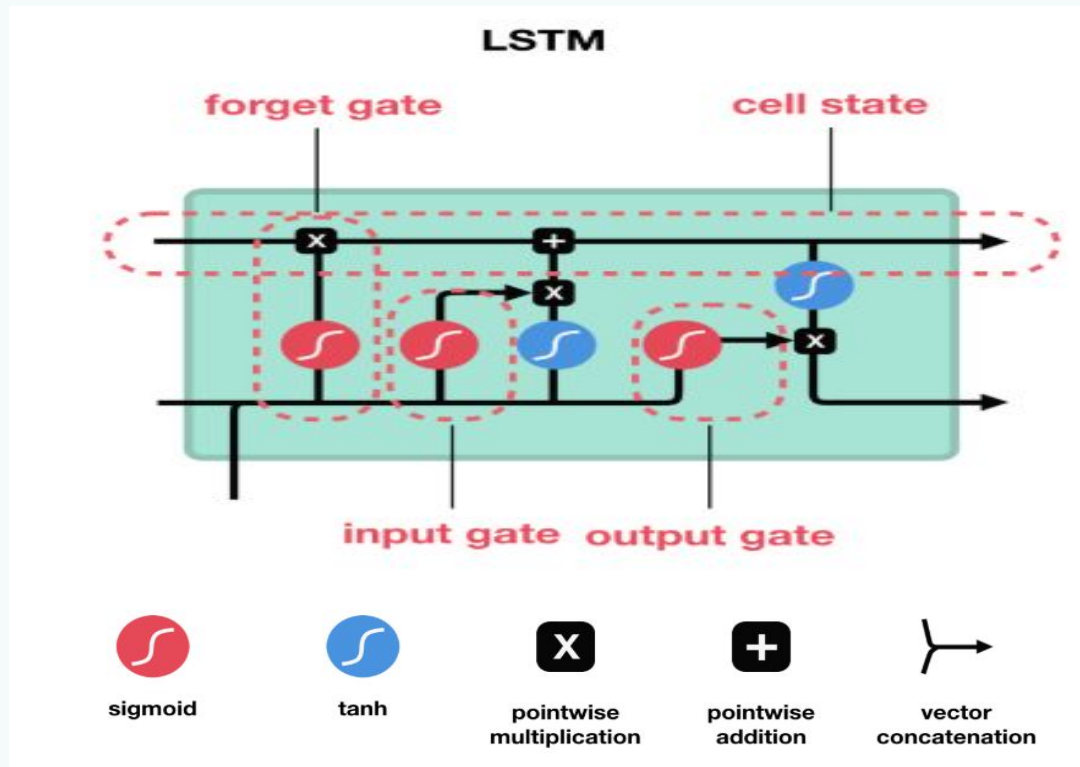 LSTM
forget gate
cell state
x
+
x
x
input gate
output gate
X
+
sigmoid
tanh
pointwise
multiplication
pointwise
addition
vector
concatenation